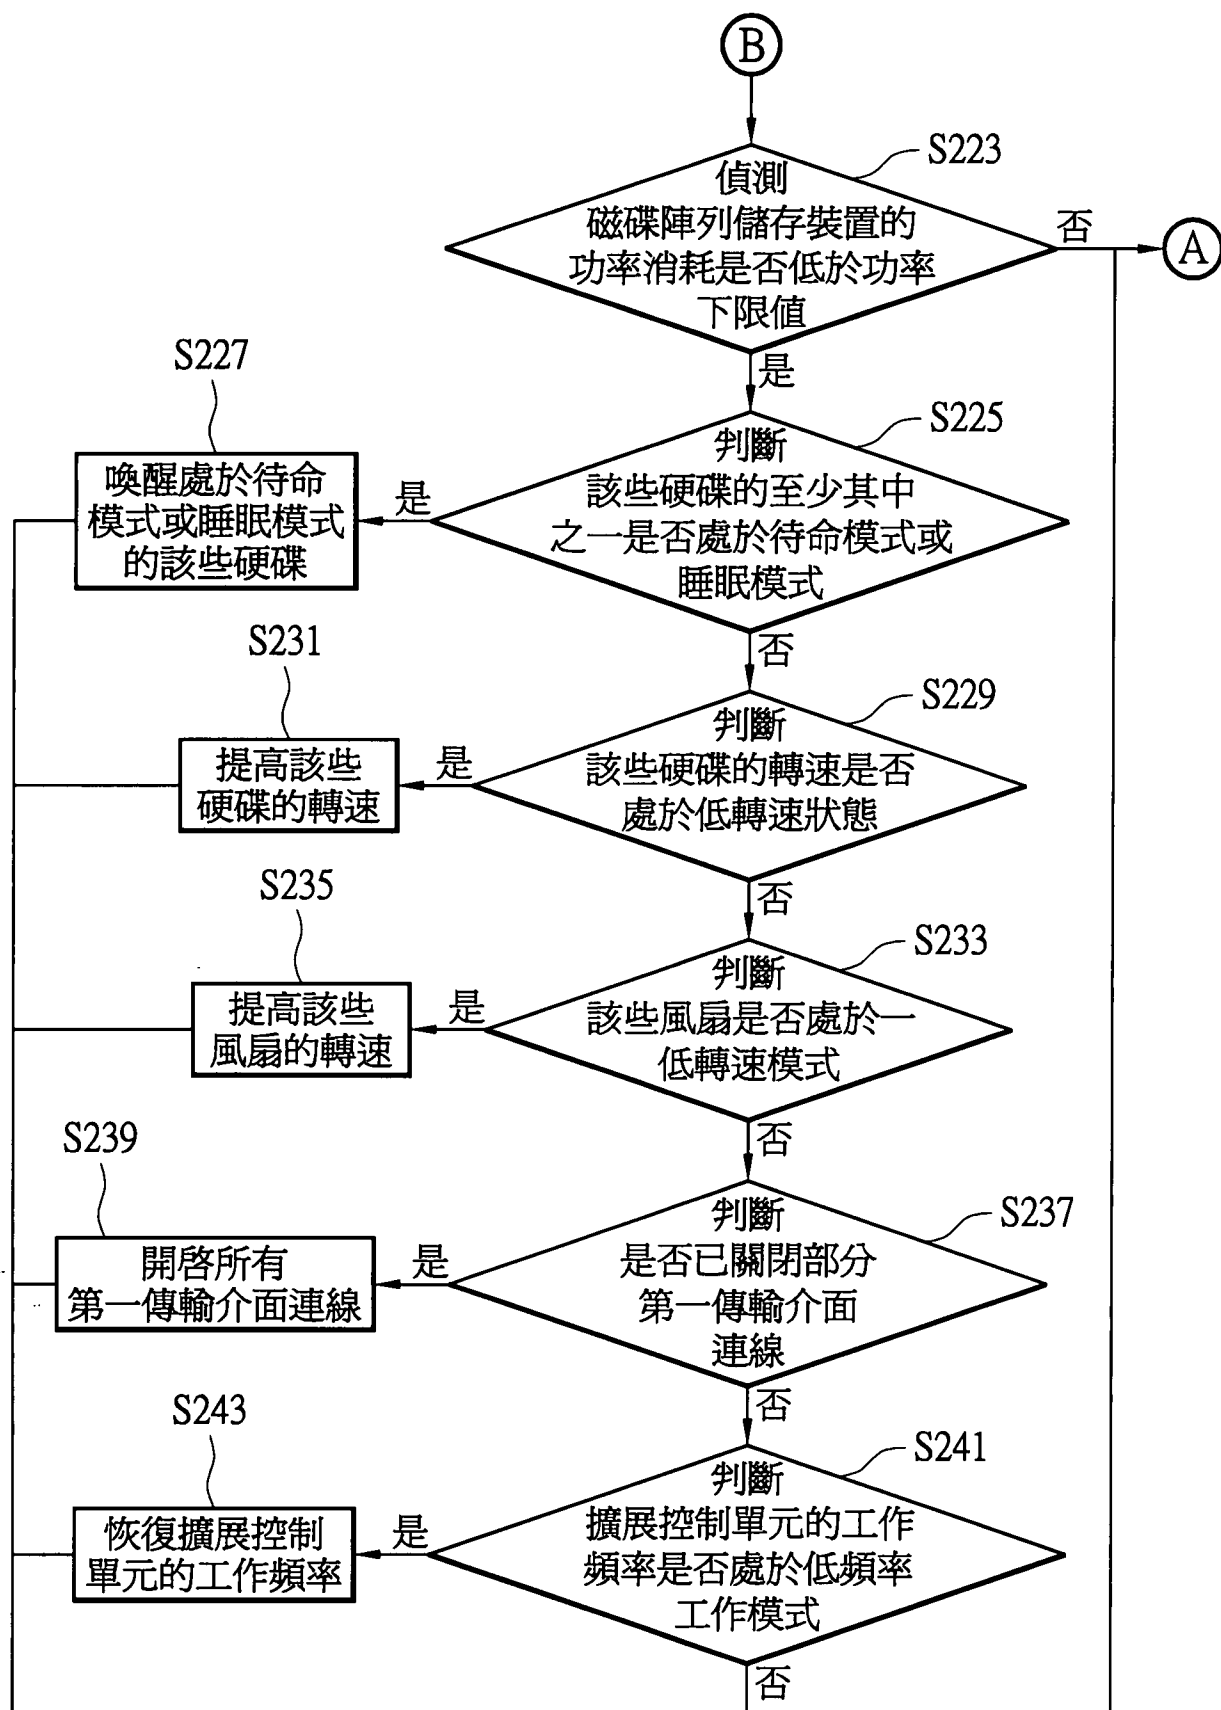 B
S223
偵測
磁碟陣列儲存裝置的
功率消耗是否低於功率
下限值
否
A
是
S227
喚醒處於待命
模式或睡眠模式
的該些硬碟
是
S225
判斷
該些硬碟的至少其中
之一是否處於待命模式或
睡眠模式
否
S231
提高該些
硬碟的轉速
是
S229
判斷
該些硬碟的轉速是否
處於低轉速狀態
否
S235
提高該些
風扇的轉速
是
S233
判斷
該些風扇是否處於一
低轉速模式
否
S239
開啓所有
第一傳輸介面連線
是
S237
判斷
是否已關閉部分
第一傳輸介面
連線
否
S243
恢復擴展控制
單元的工作頻率
是
S241
判斷
擴展控制單元的工作
頻率是否處於低頻率
工作模式
否